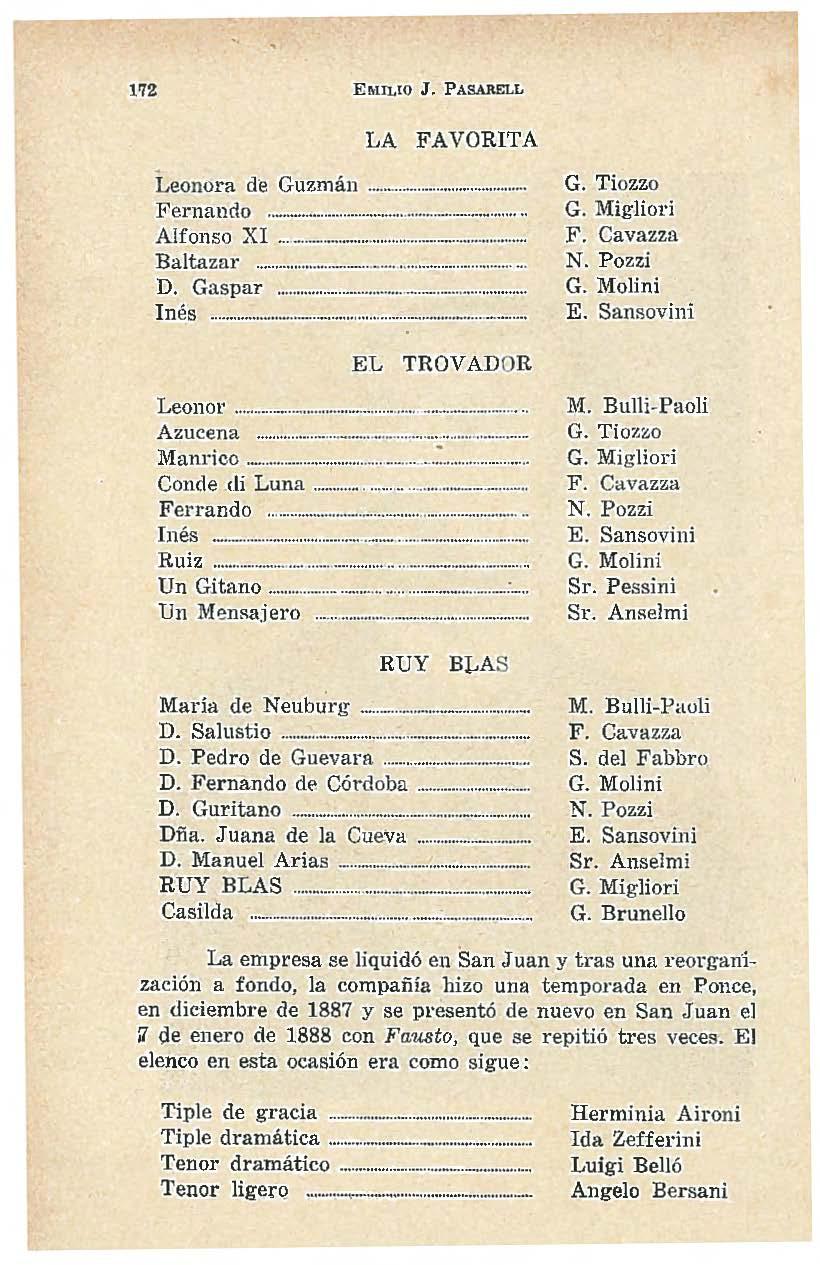 172 EMILIO J. PASARELL
LA FAVORITA
Leonora de Guzmán ........ G. Tiozzo
Fernando ........ G. Migliori
Alfonso XI ........ F. Cavazza
Baltazar ........ N. Pozzi
D. Gaspar ........ G. Molini
Inés ........ E. Sansovini
EL TROVADOR
Leonor ........ M. Bulli-Paoli
Azucena ........ G. Tiozzo
Manrico ........ G. Migliori
Conde di Luna ........ F. Cavazza
Ferrando ........ N. Pozzi
Inés ........ E. Sansovini
Ruiz ........ G. Molini
Un Gitano ........ Sr. Pessini
Un Mensajero ........ Sr. Anselmi
RUY BLAS
María de Neuburg ........ M. Bulli-Paoli
D. Salustio ........ F. Cavazza
D. Pedro de Guevara ........ S. del Fabbro
D. Fernando de Córdoba ........ G. Molini
D. Guritano ........ N. Pozzi
Dña. Juana de la Cueva ........ E. Sansovini
D. Manuel Arias ........ Sr. Anselmi
RUY BLAS ........ G. Migliori
Casilda ........ G. Brunello
La empresa se liquidó en San Juan y tras una reorgani-
zación a fondo, la compañía hizo una temporada en Ponce,
en diciembre de 1887 y se presentó de nuevo en San Juan el
7 de enero de 1888 con Fausto, que se repitió tres veces. El
elenco en esta ocasión era como sigue:
Tiple de gracia ........ Herminia Aironi
Tiple dramática ........ Ida Zefferini
Tenor dramático ........ Luigi Belló
Tenor ligero ........ Angelo Bersani